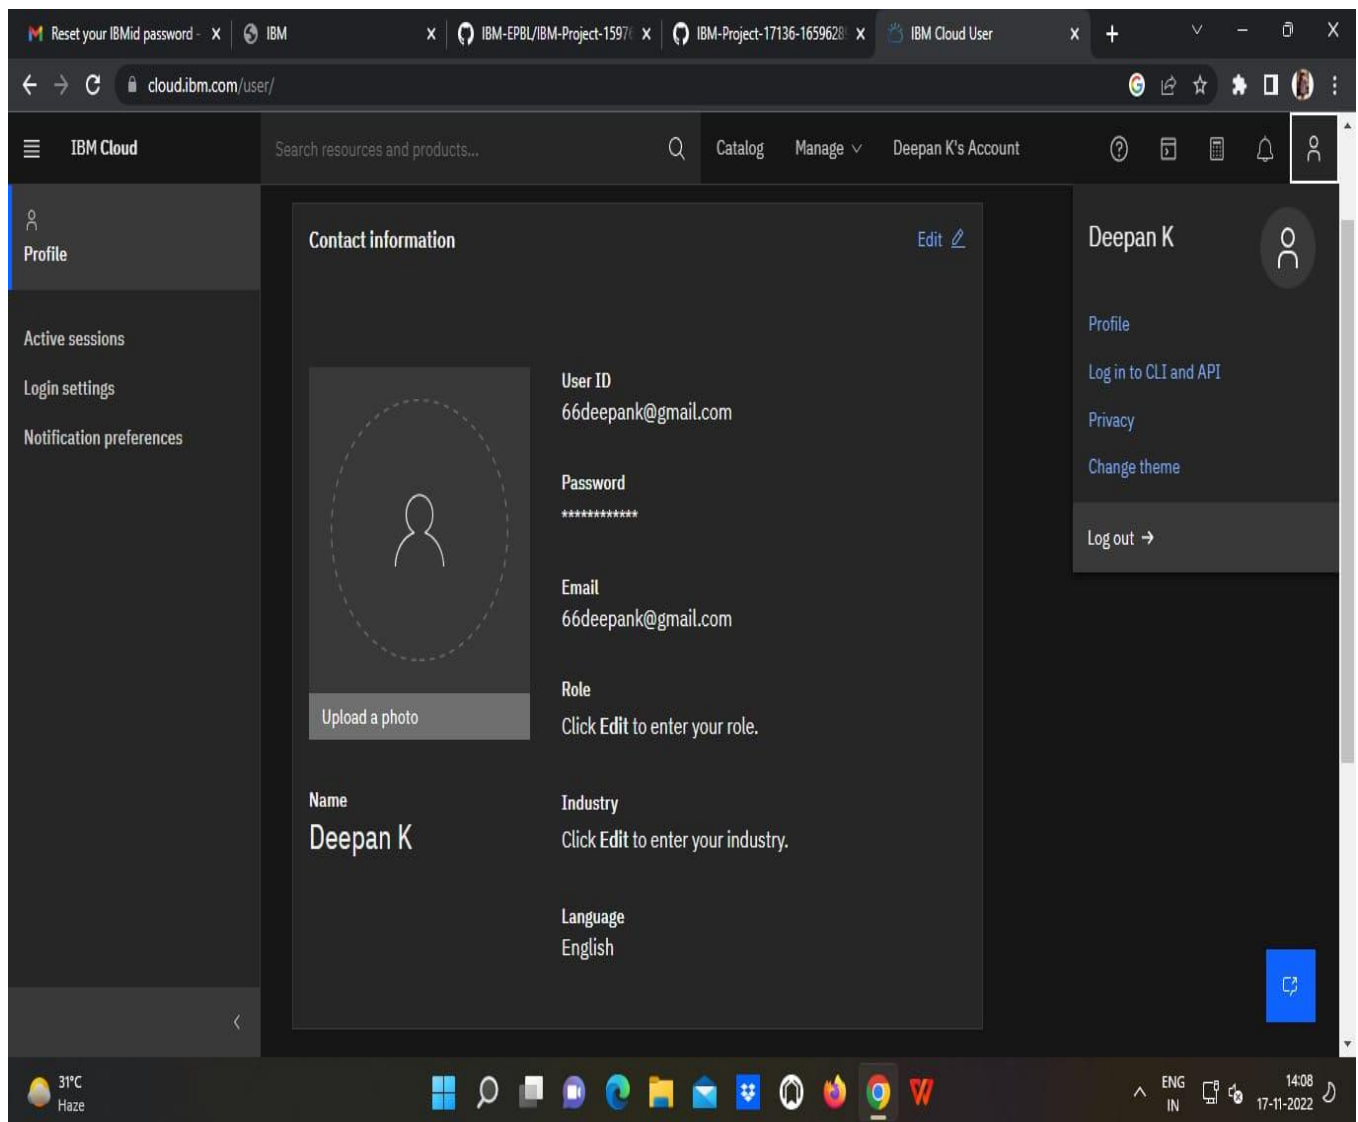 Reset your IBMid password -
IBM
IBM-EPBL/IBM-Project-1597
IBM-Project-17136-1659628
IBM Cloud User
cloud.ibm.com/user/
IBM Cloud
Search resources and products...
Catalog
Manage
Deepan K's Account
Profile
Active sessions
Login settings
Notification preferences
Contact information
Edit
Upload a photo
Name
Deepan K
User ID
66deepank@gmail.com
Password
************
Email
66deepank@gmail.com
Role
Click Edit to enter your role.
Industry
Click Edit to enter your industry.
Language
English
Deepan K
Profile
Log in to CLI and API
Privacy
Change theme
Log out →
31°C
Haze
ENG
IN
14:08
17-11-2022